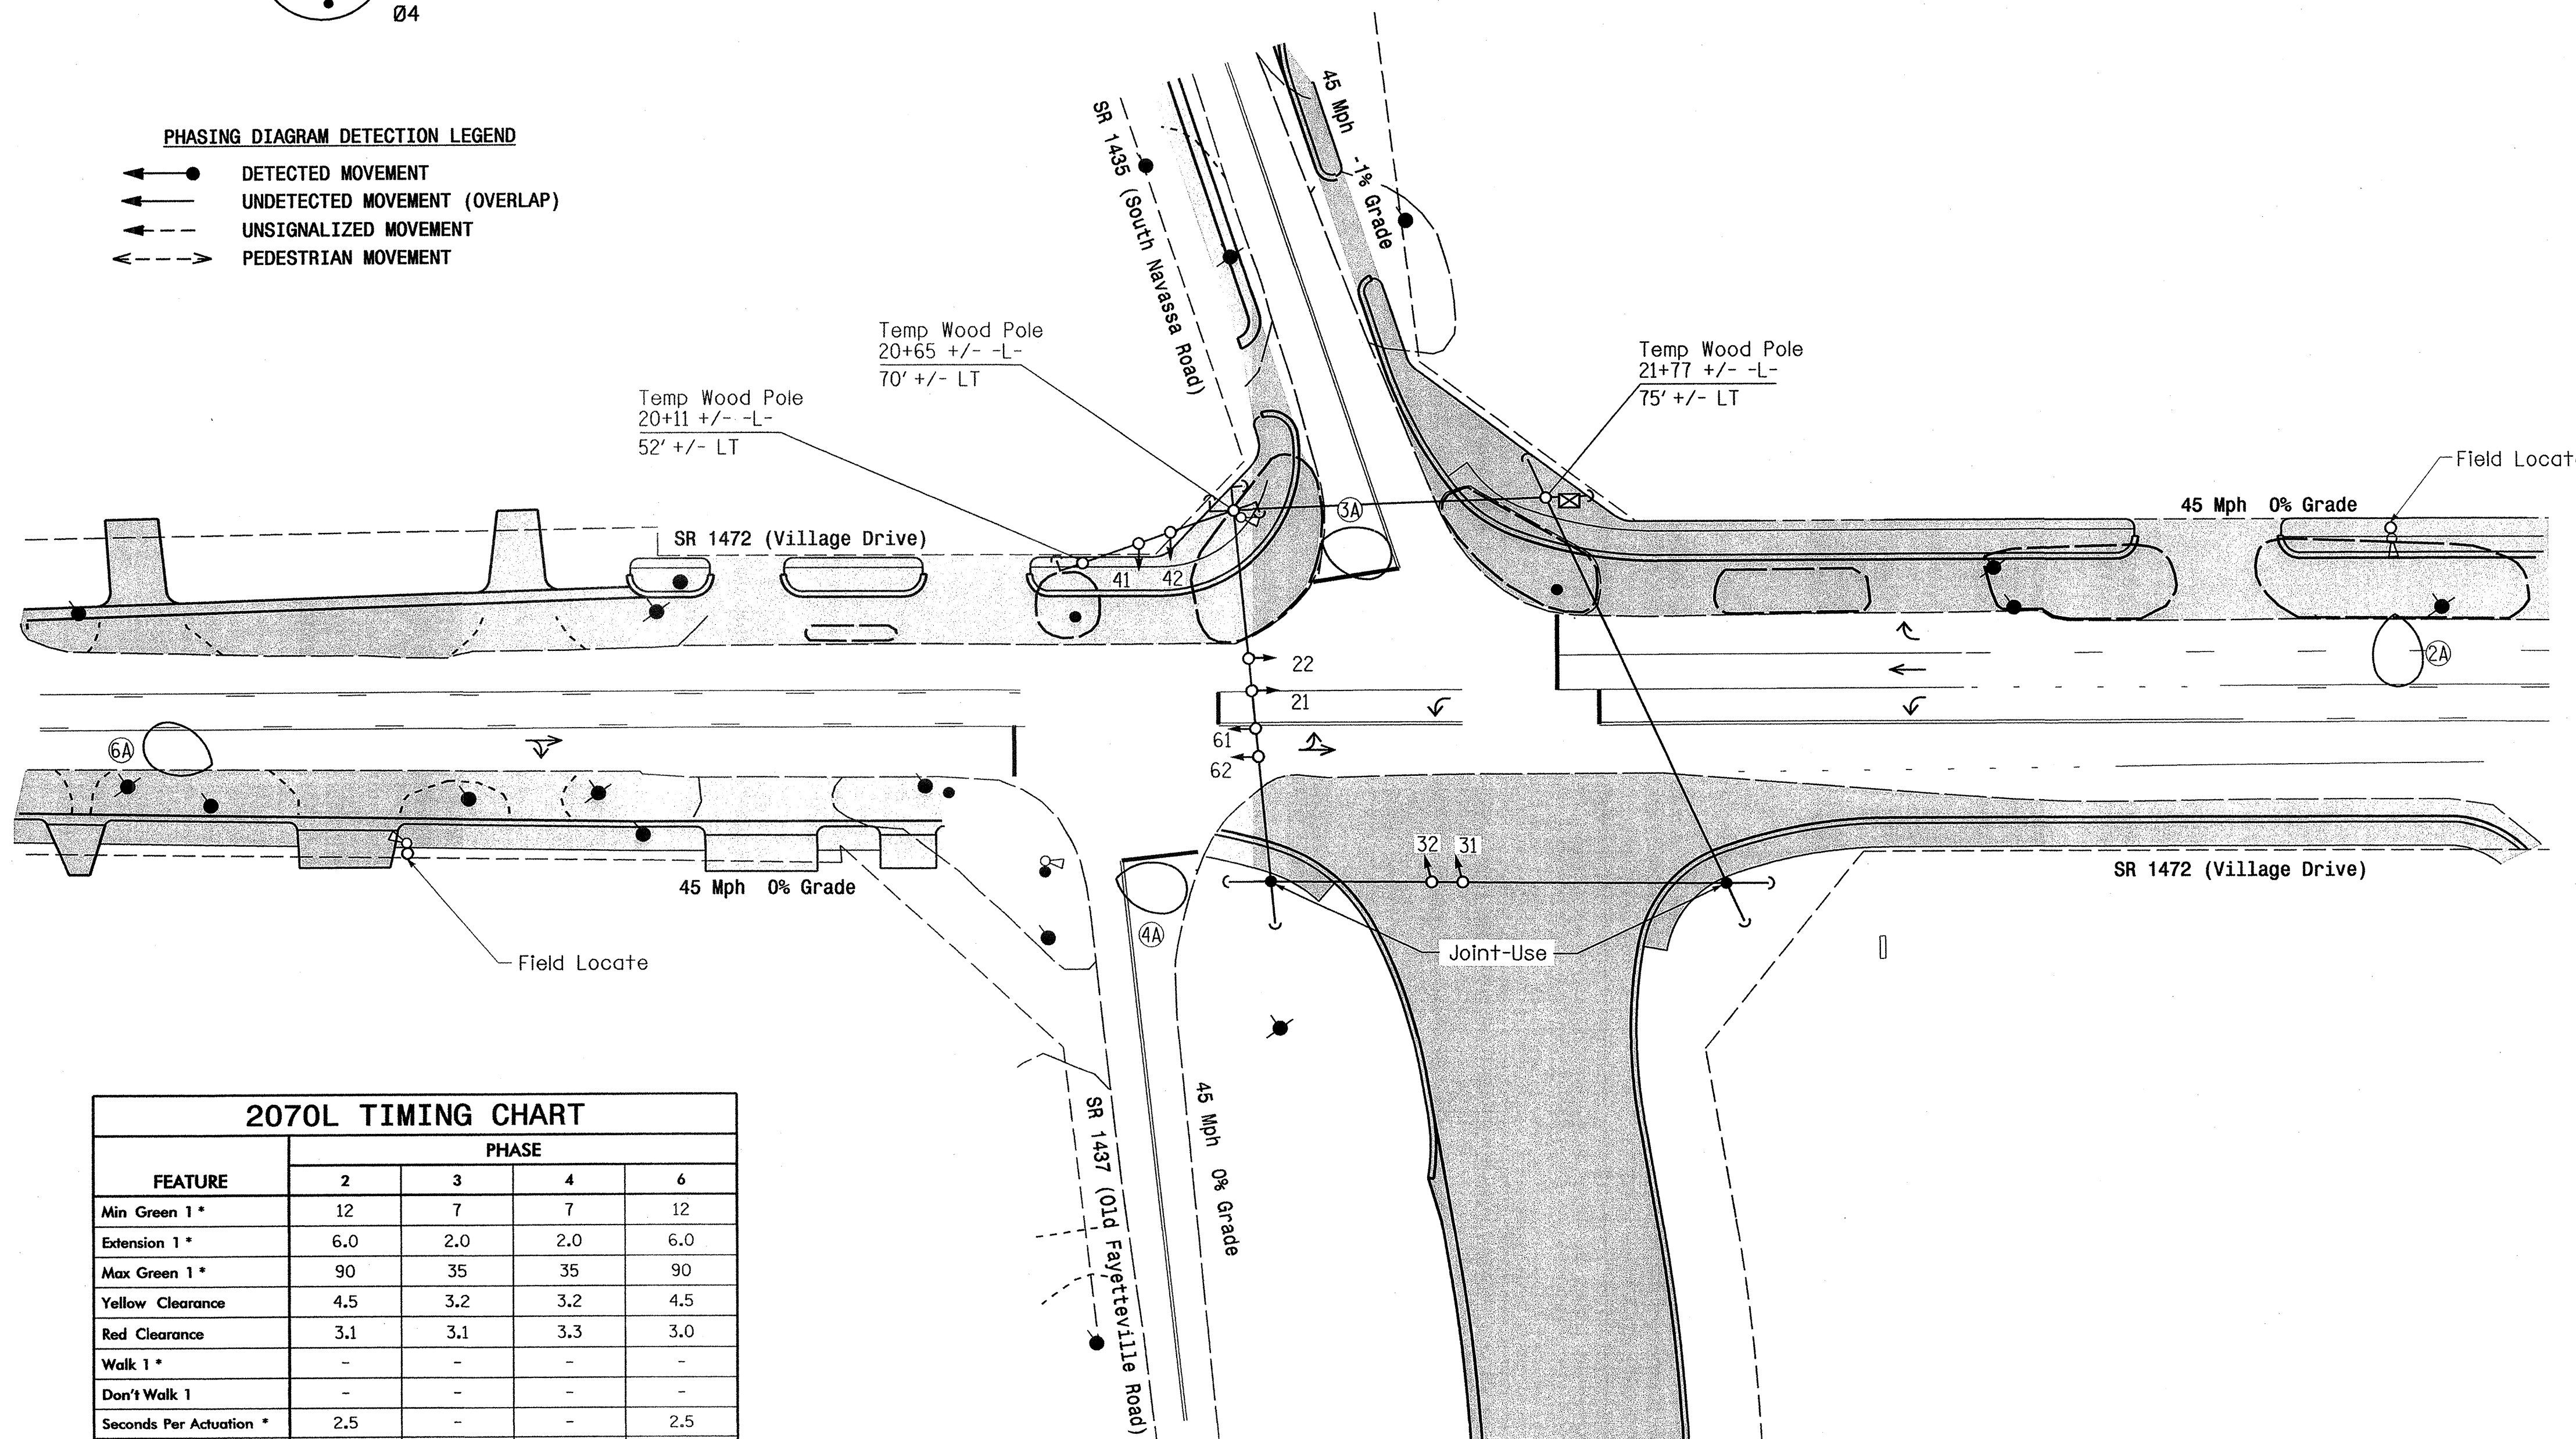 Ø4
PHASING DIAGRAM DETECTION LEGEND
DETECTED MOVEMENT
UNDETECTED MOVEMENT (OVERLAP)
UNSIGNALIZED MOVEMENT
PEDESTRIAN MOVEMENT
SR 1435 (South Navassa Road)
45 Mph -1% Grade
Temp Wood Pole
20+65 +/- -L-
70' +/- LT
Temp Wood Pole
20+11 +/- -L-
52' +/- LT
Temp Wood Pole
21+77 +/- -L-
75' +/- LT
Field Locat
45 Mph 0% Grade
SR 1472 (Village Drive)
3A
41 42
22
21
61
62
2A
6A
32 31
45 Mph 0% Grade
SR 1472 (Village Drive)
4A
Joint-Use
Field Locate
SR 1437 (Old Fayetteville Road)
45 Mph 0% Grade
2070L TIMING CHART
PHASE
FEATURE 2 3 4 6
Min Green 1 * 12 7 7 12
Extension 1 * 6.0 2.0 2.0 6.0
Max Green 1 * 90 35 35 90
Yellow Clearance 4.5 3.2 3.2 4.5
Red Clearance 3.1 3.1 3.3 3.0
Walk 1 * - - - -
Don't Walk 1 - - - -
Seconds Per Actuation * 2.5 - - 2.5